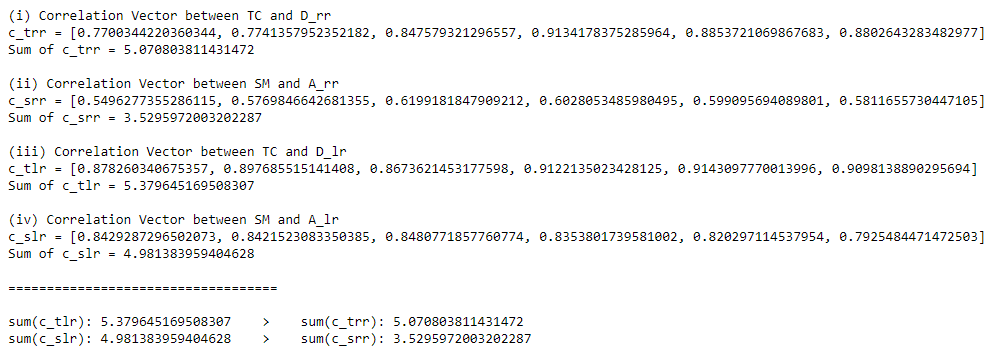 (i) Correlation Vector between TC and D_rr
c_trr = [0.7700344220360344, 0.7741357952352182, 0.847579321296557, 0.9134178375285964, 0.8853721069867683, 0.8802643283482977]
Sum of c_trr = 5.070803811431472
(ii) Correlation Vector between SM and A_rr
c_srr = [0.5496277355286115, 0.5769846642681355, 0.6199181847909212, 0.6028053485980495, 0.599095694089801, 0.5811655730447105]
Sum of c_srr = 3.5295972003202287
(iii) Correlation Vector between TC and D_lr
c_tlr = [0.878260340675357, 0.897685515141408, 0.8673621453177598, 0.9122135023428125, 0.9143097770013996, 0.9098138890295694]
Sum of c_tlr = 5.379645169508307
(iv) Correlation Vector between SM and A_lr
c_slr = [0.8429287296502073, 0.8421523083350385, 0.8480771857760774, 0.8353801739581002, 0.820297114537954, 0.7925484471472503]
Sum of c_slr = 4.981383959404628
===================================
sum(c_tlr): 5.379645169508307    >    sum(c_trr): 5.070803811431472
sum(c_slr): 4.981383959404628    >    sum(c_srr): 3.5295972003202287